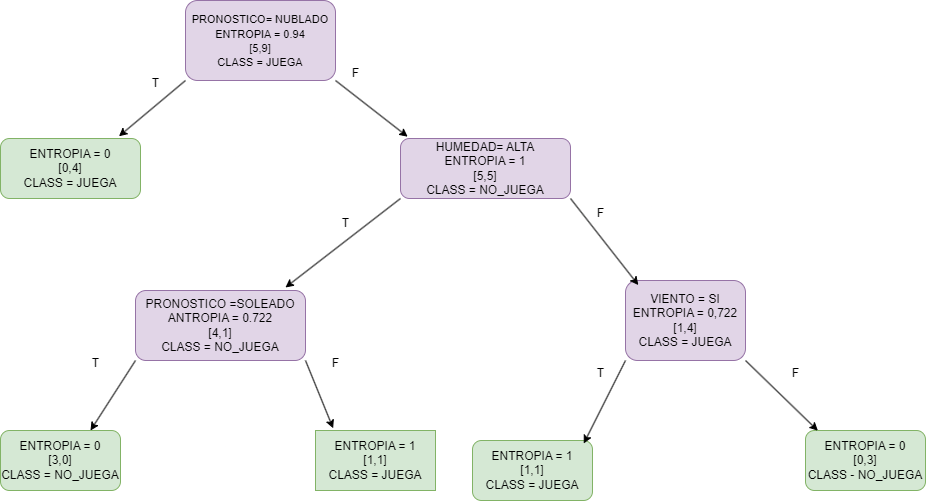 PRONOSTICO= NUBLADO
ENTROPIA = 0.94
[5,9]
CLASS = JUEGA
T
F
ENTROPIA = 0
[0,4]
CLASS = JUEGA
HUMEDAD= ALTA
ENTROPIA = 1
[5,5]
CLASS = NO_JUEGA
T
F
PRONOSTICO =SOLEADO
ANTROPIA = 0.722
[4,1]
CLASS = NO_JUEGA
VIENTO = SI
ENTROPIA = 0,722
[1,4]
CLASS = JUEGA
T
F
T
F
ENTROPIA = 0
[3,0]
CLASS = NO_JUEGA
ENTROPIA = 1
[1,1]
CLASS = JUEGA
ENTROPIA = 1
[1,1]
CLASS = JUEGA
ENTROPIA = 0
[0,3]
CLASS - NO_JUEGA